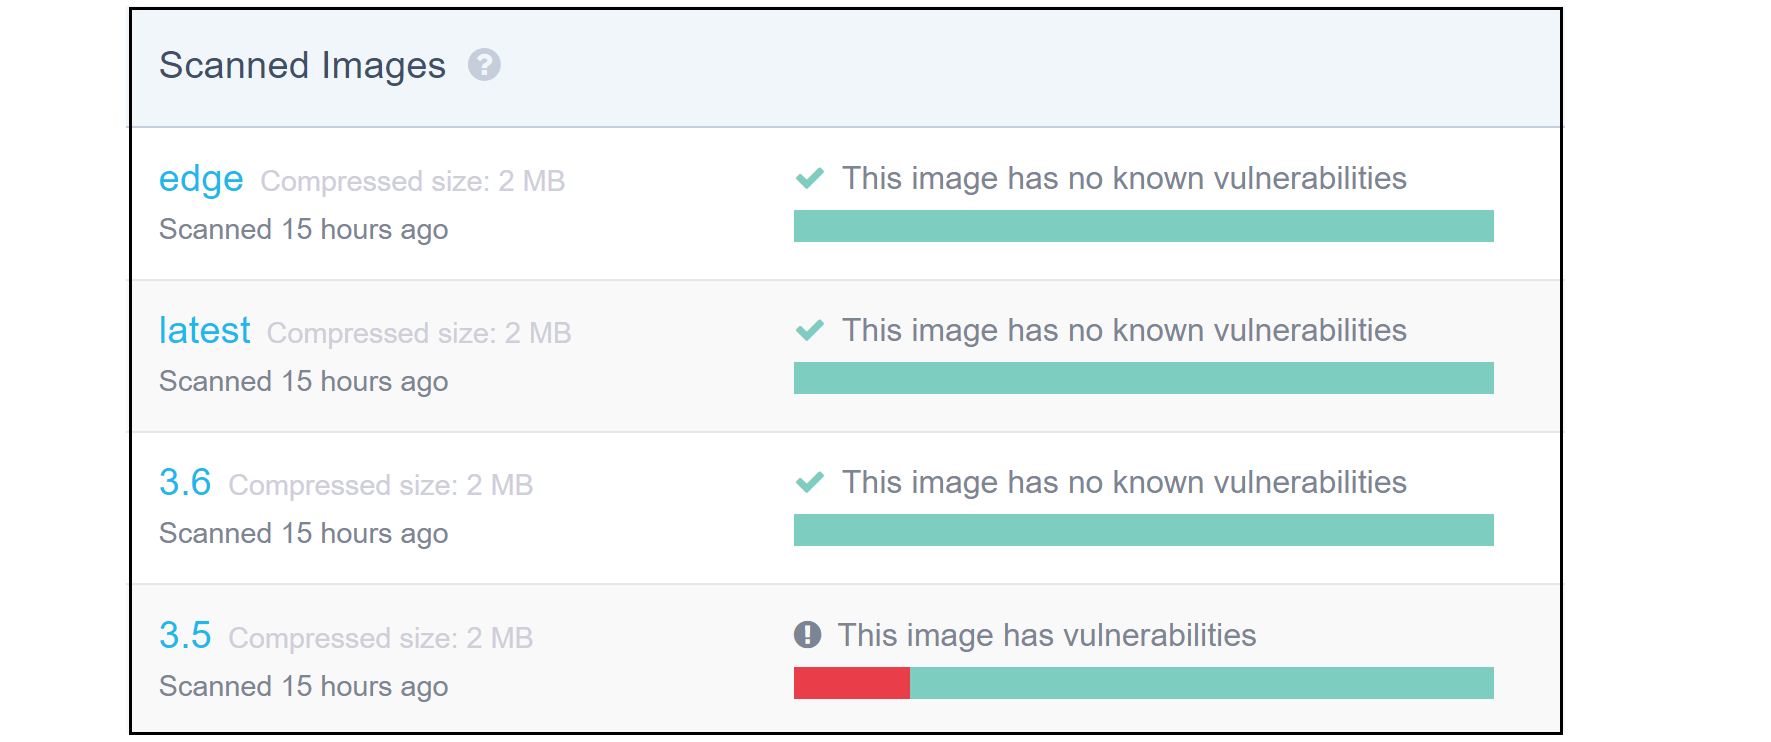 Scanned Images ?
edge Compressed size: 2 MB
This image has no known vulnerabilities
Scanned 15 hours ago
latest Compressed size: 2 MB
This image has no known vulnerabilities
Scanned 15 hours ago
3.6 Compressed size: 2 MB
This image has no known vulnerabilities
Scanned 15 hours ago
3.5 Compressed size: 2 MB
! This image has vulnerabilities
Scanned 15 hours ago